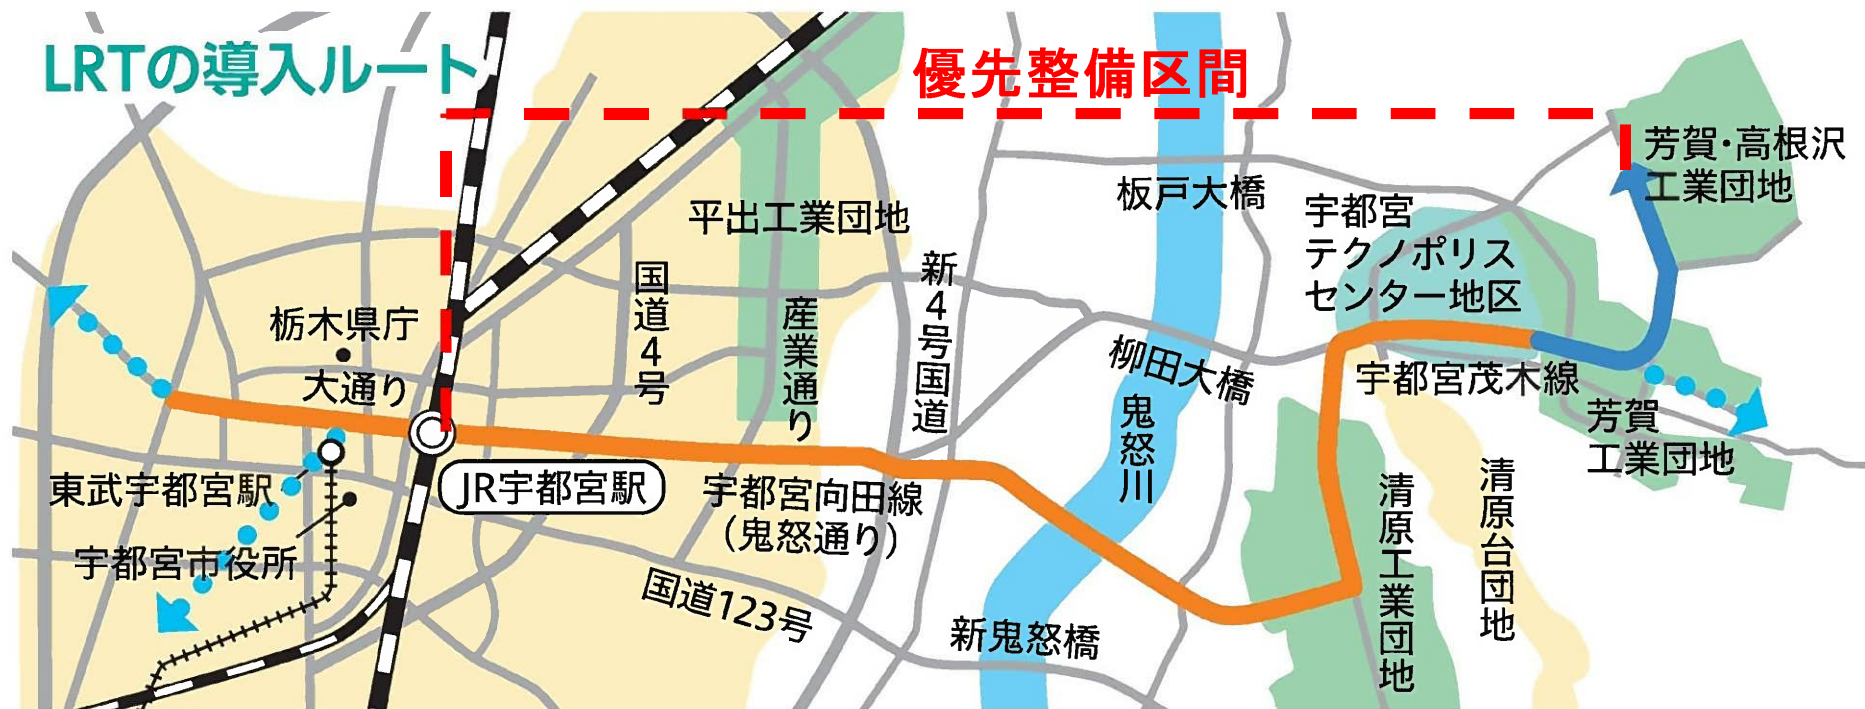 LRTの導入ルート
優先整備区間
芳賀・高根沢
工業団地
板戸大橋
宇都宮
テクノポリス
センター地区
平出工業団地
新4号国道
国道4号
産業通り
栃木県庁
大通り
柳田大橋
鬼怒川
宇都宮茂木線
芳賀
工業団地
東武宇都宮駅
JR宇都宮駅
宇都宮向田線
（鬼怒通り）
清原工業団地
清原台団地
宇都宮市役所
国道123号
新鬼怒橋